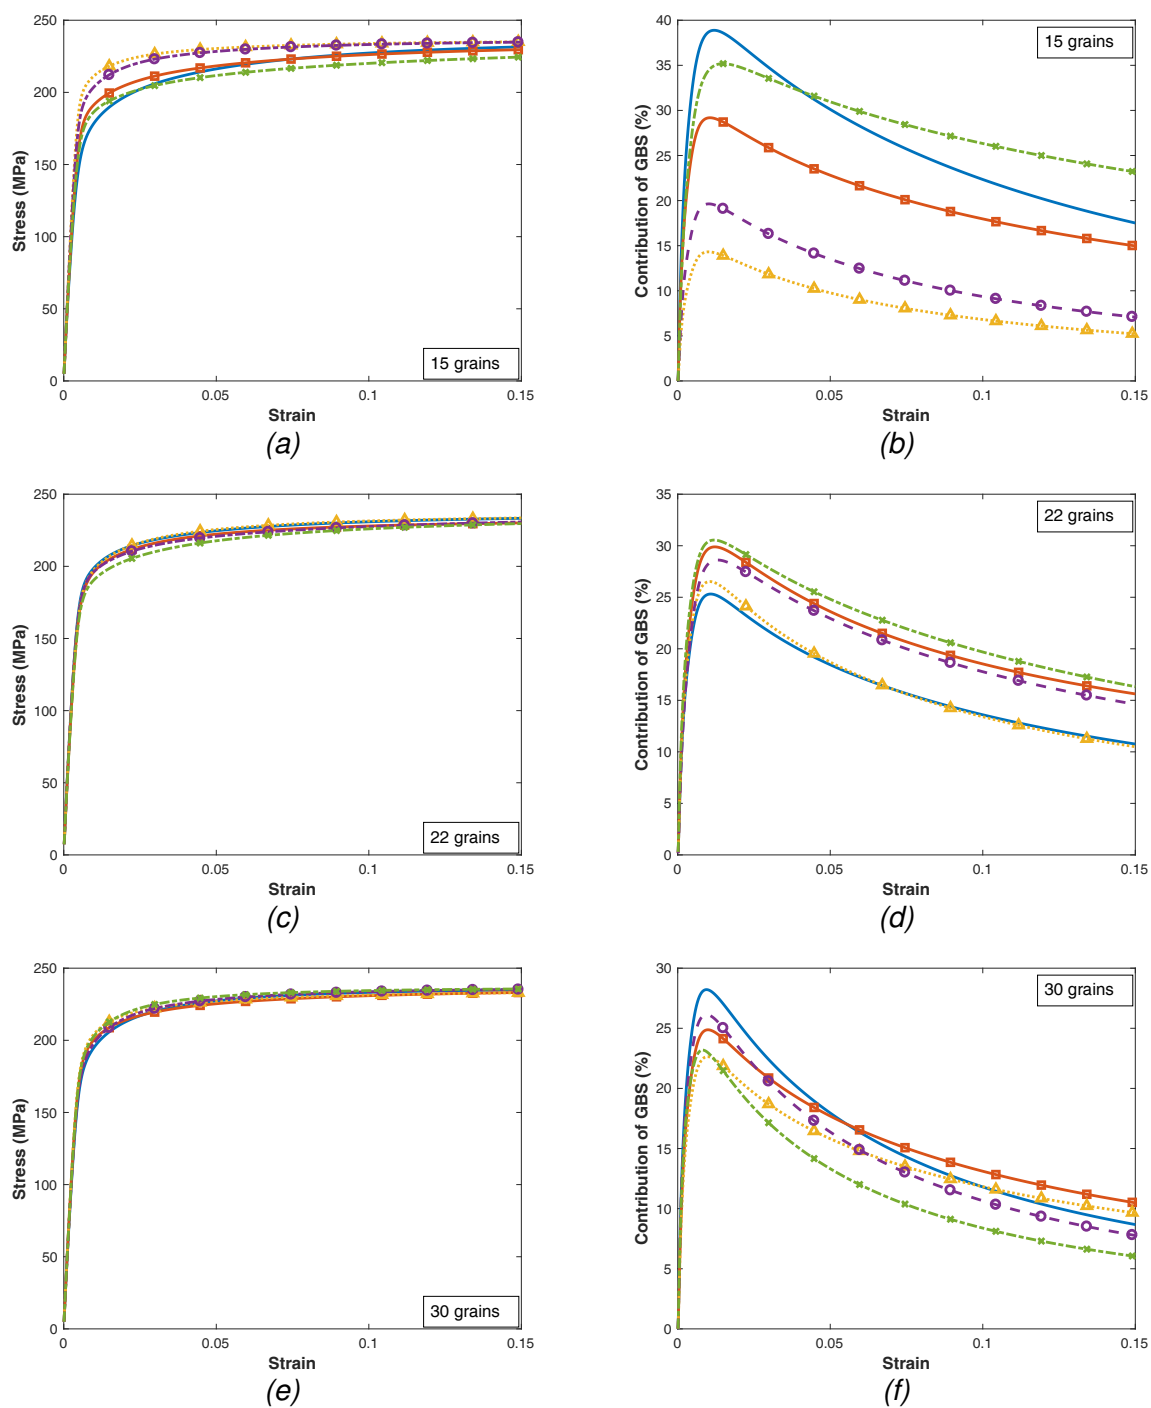 250
200
150
100
50
0
Stress (MPa)
15 grains
0 0.05 0.1 0.15
Strain
(a)
40
35
30
25
20
15
10
5
0
Contribution of GBS (%)
15 grains
0 0.05 0.1 0.15
Strain
(b)
250
200
150
100
50
0
Stress (MPa)
22 grains
0 0.05 0.1 0.15
Strain
(c)
35
30
25
20
15
10
5
0
Contribution of GBS (%)
22 grains
0 0.05 0.1 0.15
Strain
(d)
250
200
150
100
50
0
Stress (MPa)
30 grains
0 0.05 0.1 0.15
Strain
(e)
30
25
20
15
10
5
0
Contribution of GBS (%)
30 grains
0 0.05 0.1 0.15
Strain
(f)